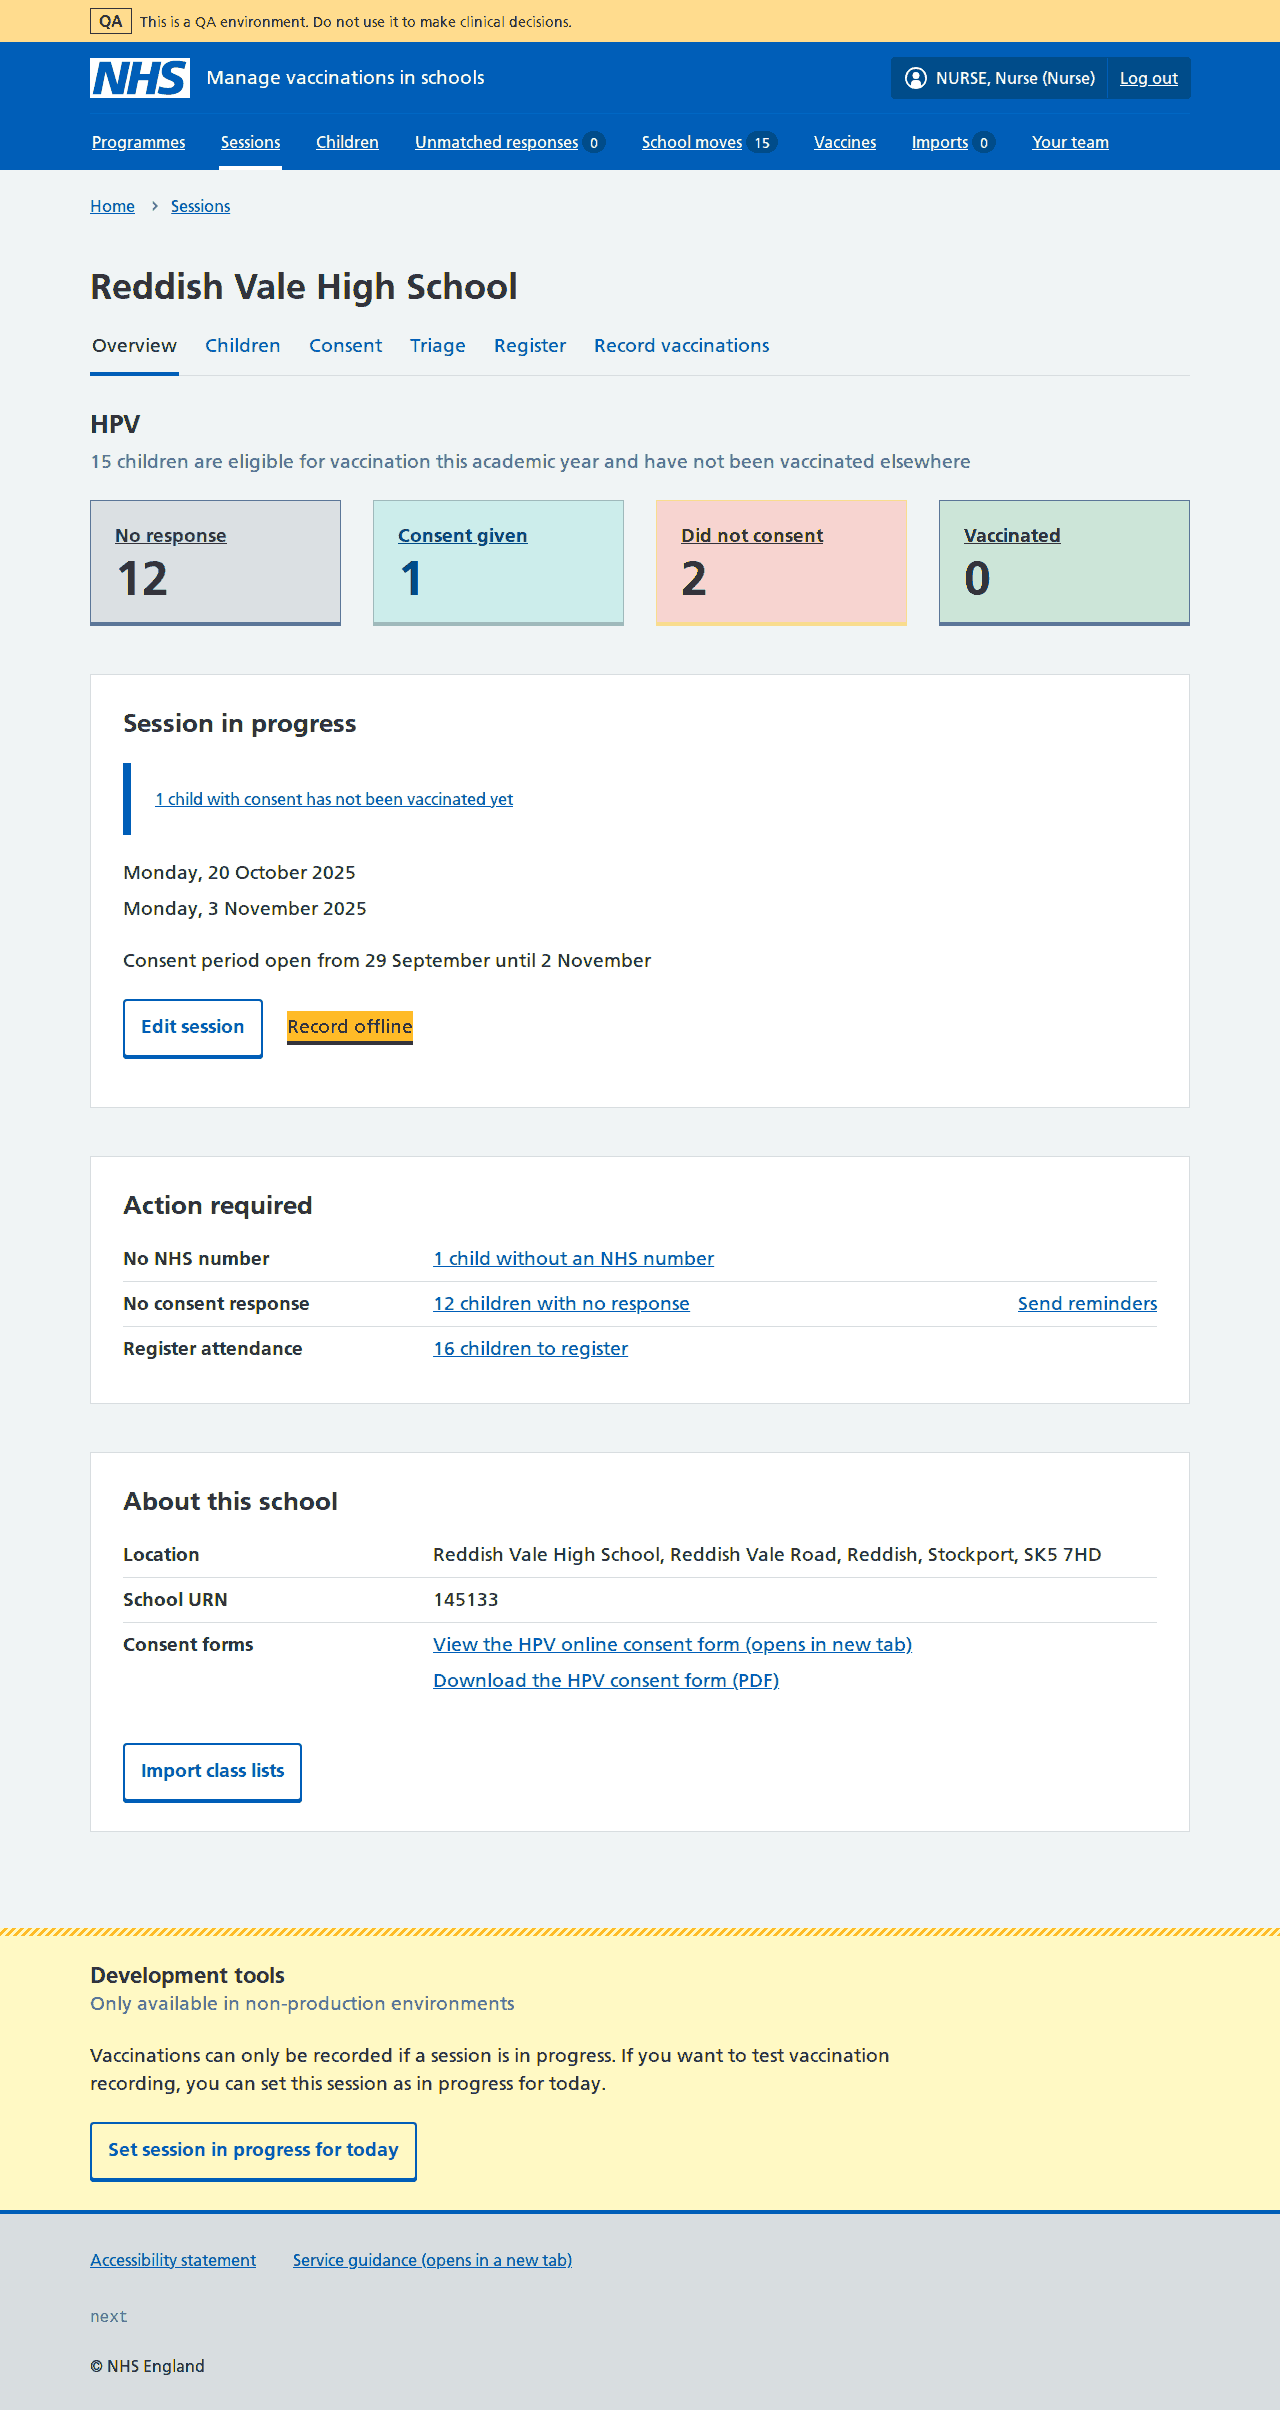 QA This is a QA environment. Do not use it to make clinical decisions.
NHS Manage vaccinations in schools NURSE, Nurse (Nurse) Log out
Programmes Sessions Children Unmatched responses 0 School moves 15 Vaccines Imports 0 Your team
Home › Sessions
Reddish Vale High School
Overview Children Consent Triage Register Record vaccinations
HPV
15 children are eligible for vaccination this academic year and have not been vaccinated elsewhere
No response Consent given Did not consent Vaccinated
12 1 2 0
Session in progress
1 child with consent has not been vaccinated yet
Monday, 20 October 2025
Monday, 3 November 2025
Consent period open from 29 September until 2 November
Edit session Record offline
Action required
No NHS number 1 child without an NHS number
No consent response 12 children with no response Send reminders
Register attendance 16 children to register
About this school
Location Reddish Vale High School, Reddish Vale Road, Reddish, Stockport, SK5 7HD
School URN 145133
Consent forms View the HPV online consent form (opens in new tab)
Download the HPV consent form (PDF)
Import class lists
Development tools
Only available in non-production environments
Vaccinations can only be recorded if a session is in progress. If you want to test vaccination
recording, you can set this session as in progress for today.
Set session in progress for today
Accessibility statement Service guidance (opens in a new tab)
next
© NHS England